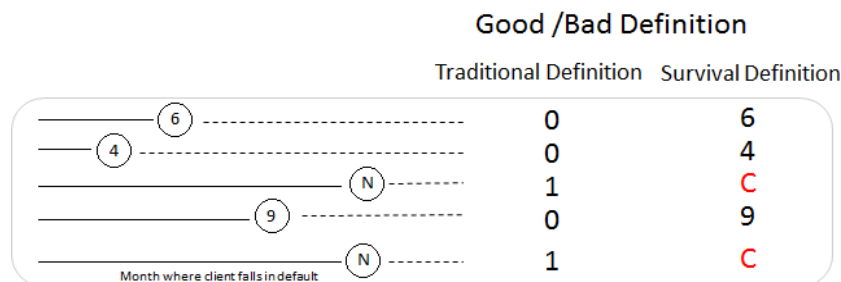 Good /Bad Definition
Traditional Definition Survival Definition
6 0 6
4 0 4
N 1 C
9 0 9
N 1 C
Month where client falls in default